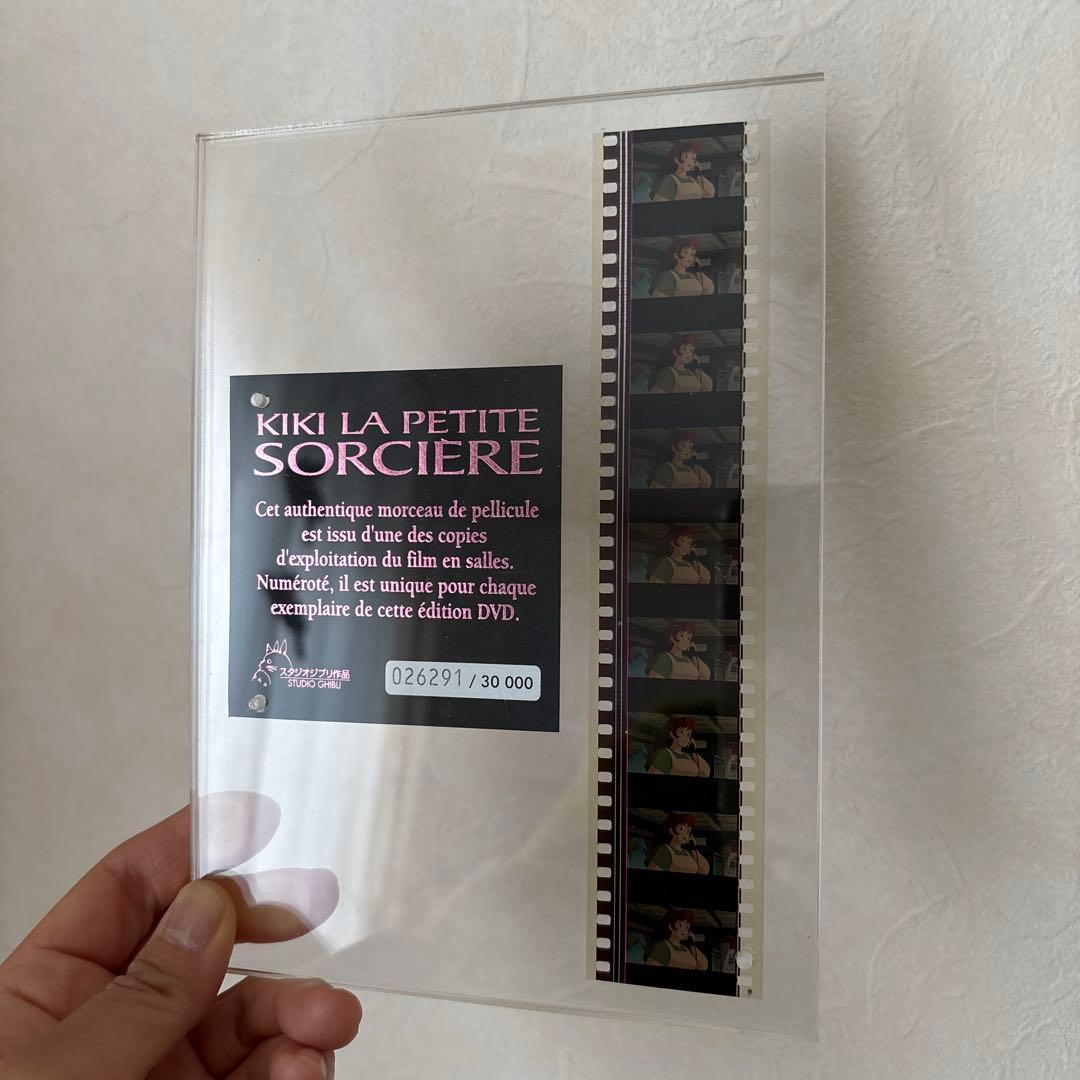 KIKI LA PETITE
SORCIÈRE
Cet authentique morceau de pellicule
est issu d'une des copies
d'exploitation du film en salles.
Numéroté, il est unique pour chaque
exemplaire de cette édition DVD.
スタジオジブリ作品
STUDIO GHIBLI
026291 / 30 000